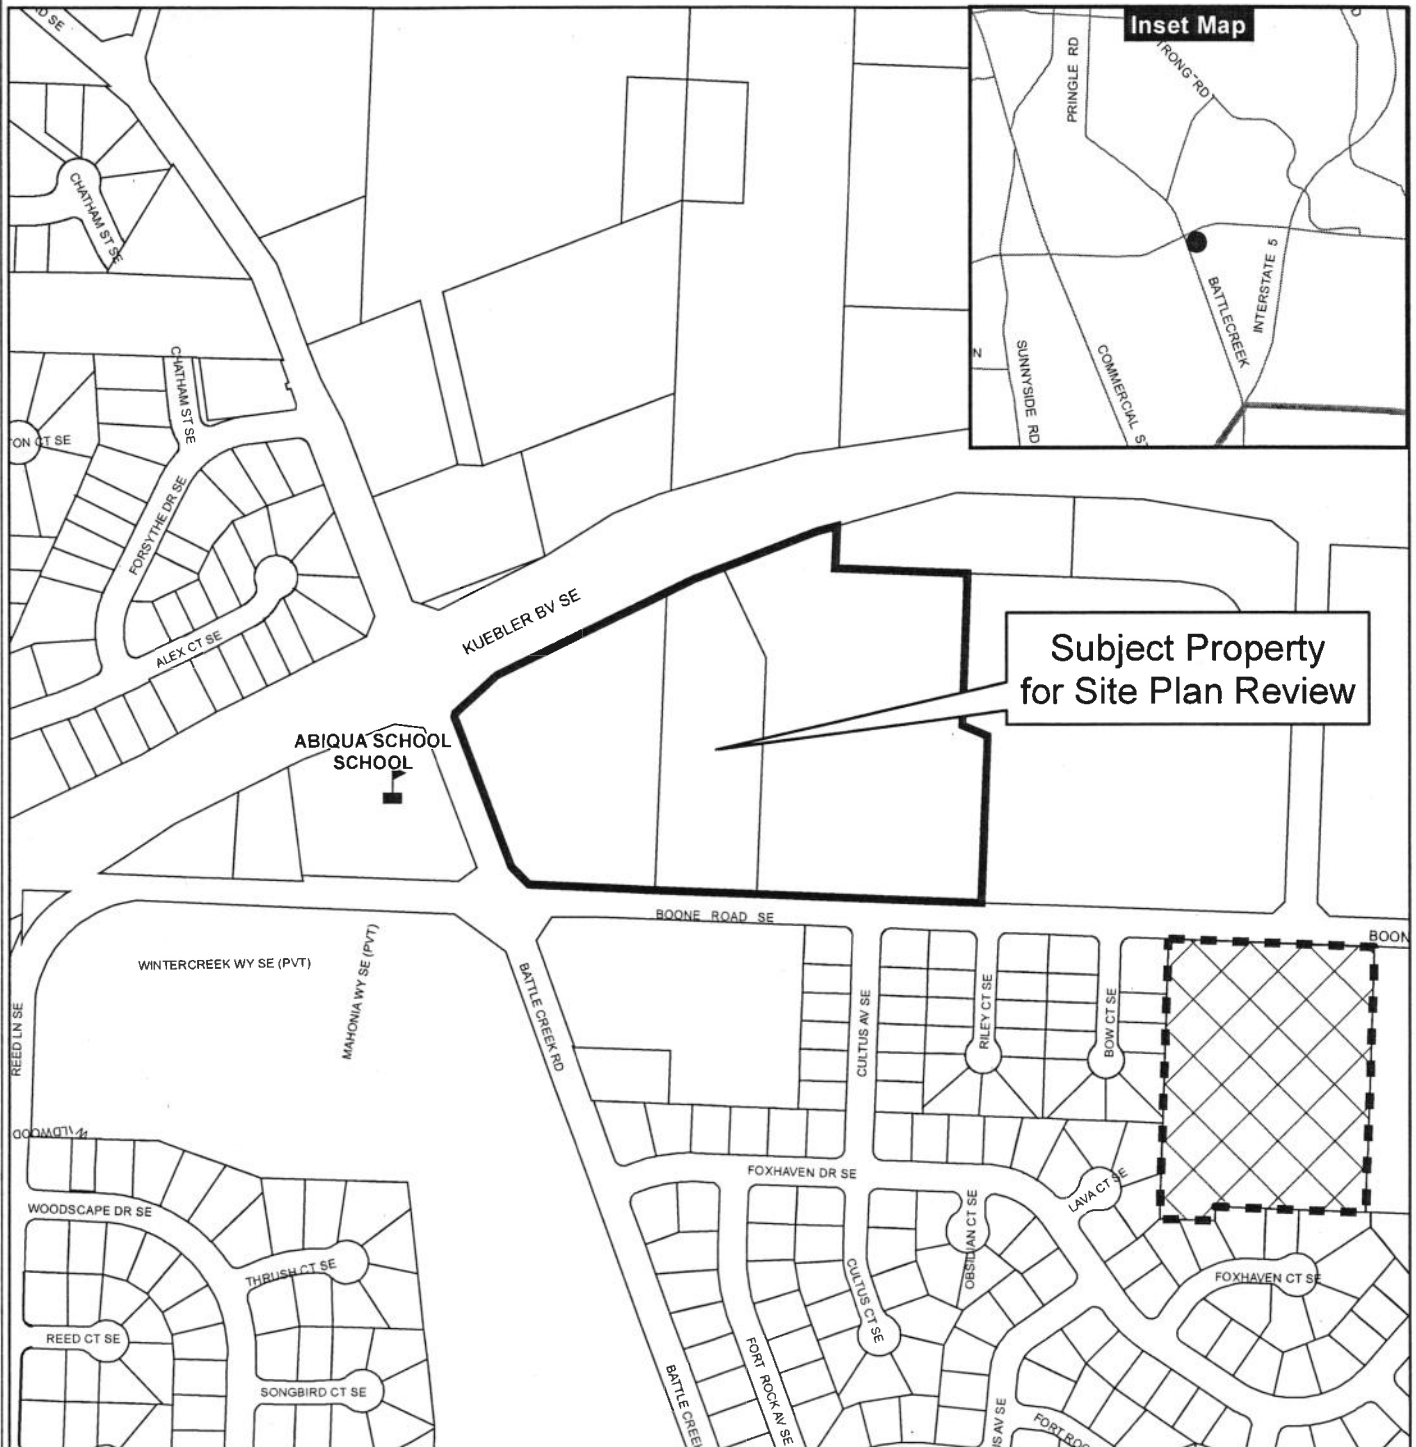 Inset Map
PRINGLE RD
TRONG RD
BATTLECREEK
INTERSTATE 5
SUNNYSIDE RD
COMMERCIAL ST
N
D SE
CHATHAM ST SE
CHATHAM ST SE
ON CT SE
FORSYTHE DR SE
ALEX CT SE
KUEBLER BV SE
Subject Property
for Site Plan Review
ABIQUA SCHOOL
SCHOOL
BOONE ROAD SE
BOON
WINTERCREEK WY SE (PVT)
MAHONIA WY SE (PVT)
REED LN SE
BATTLE CREEK RD
CULTUS AV SE
RILEY CT SE
BOW CT SE
WILDWOOD
FOXHAVEN DR SE
LAVA CT SE
WOODSCAPE DR SE
OBSIDIAN CT SE
THRUSH CT SE
CULTUS CT SE
FOXHAVEN CT SE
REED CT SE
FORT ROCK AV SE
SONGBIRD CT SE
BATTLE CREE
S AV SE
FORT ROC